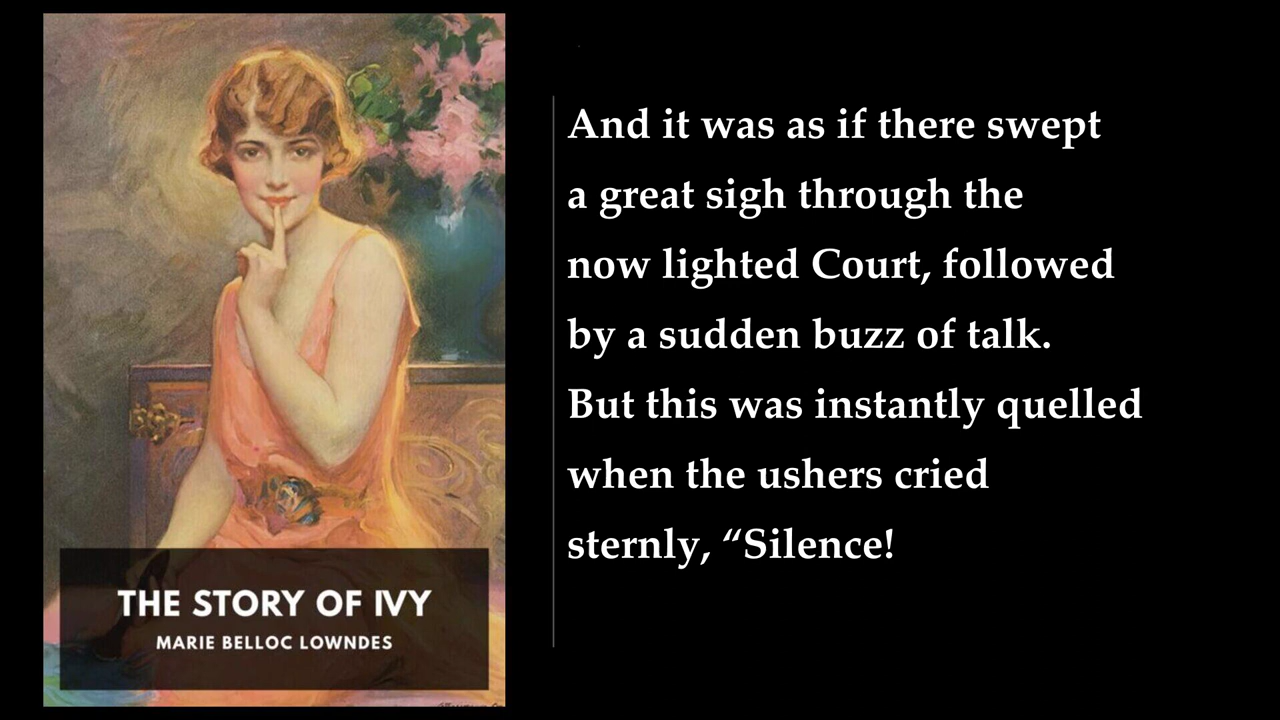 THE STORY OF IVY
MARIE BELLOC LOWNDES
And it was as if there swept
a great sigh through the
now lighted Court, followed
by a sudden buzz of talk.
But this was instantly quelled
when the ushers cried
sternly, “Silence!